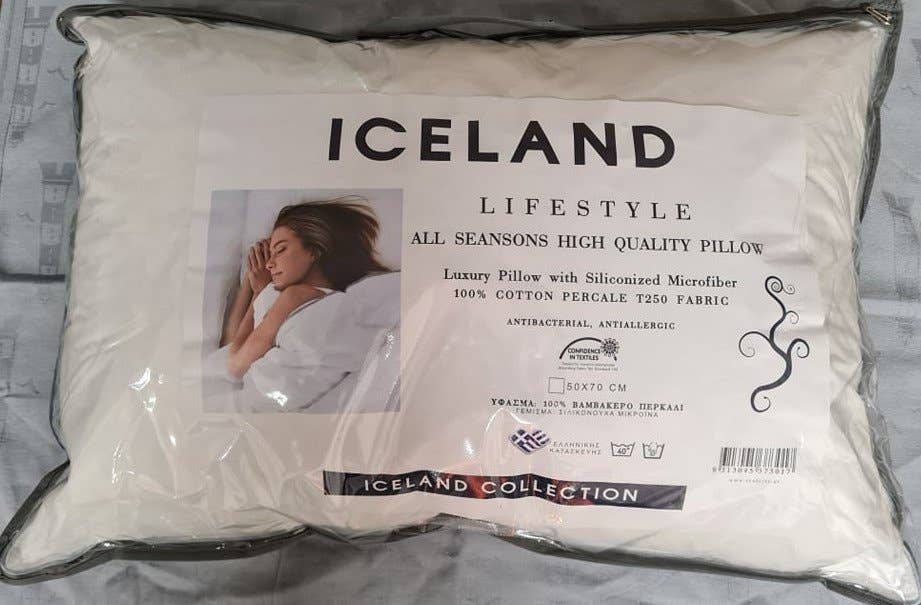 ICELAND
LIFESTYLE
ALL SEANSONS HIGH QUALITY PILLOW
Luxury Pillow with Siliconized Microfiber
100% COTTON PERCALE T250 FABRIC
ANTIBACTERIAL, ANTIALLERGIC
CONFIDENCE
IN TEXTILES
50X70 CM
ΥΦΑΣΜΑ: 100% ΒΑΜΒΑΚΕΡΟ ΠΕΡΚΑΛΙ
ΓΕΜΙΣΜΑ: ΣΙΛΙΚΟΝΟΥΧΑ ΜΙΚΡΟΪΝΑ
ΕΛΛΗΝΙΚΗΣ
ΚΑΤΑΣΚΕΥΗΣ
40°
ICELAND COLLECTION